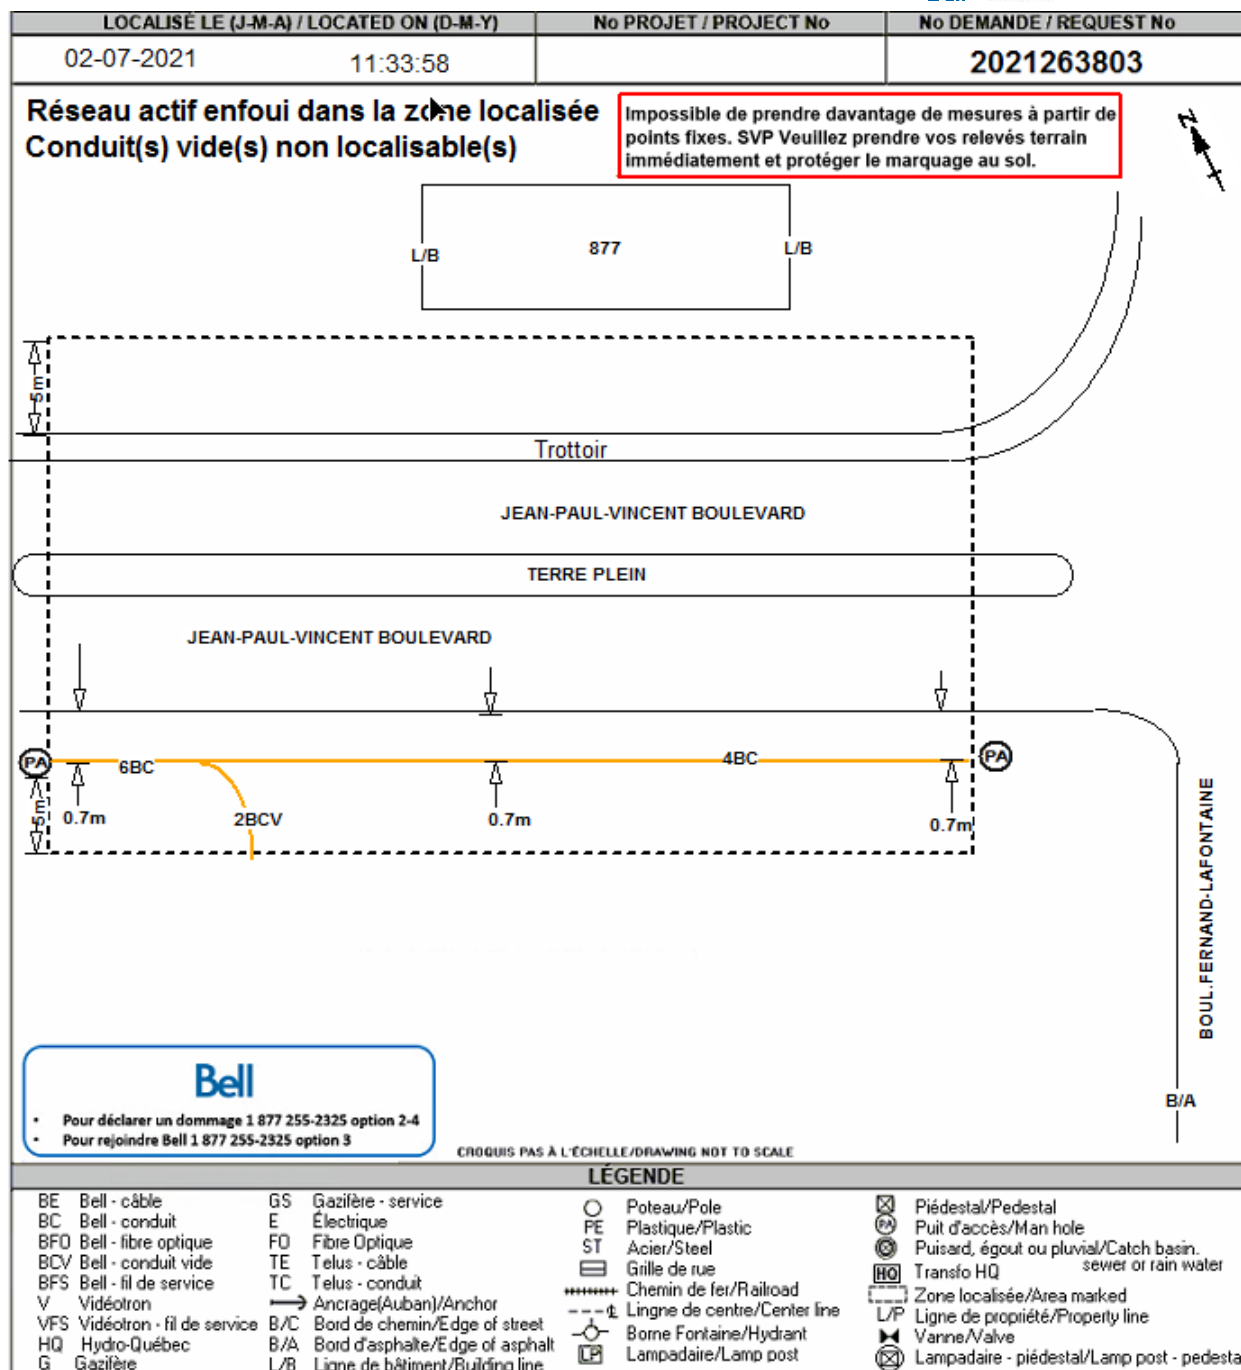 LOCALISÉ LE (J-M-A) / LOCATED ON (D-M-Y) No PROJET / PROJECT No No DEMANDE / REQUEST No
02-07-2021 11:33:58 2021263803
Réseau actif enfoui dans la zone localisée
Conduit(s) vide(s) non localisable(s)
Impossible de prendre davantage de mesures à partir de
points fixes. SVP Veuillez prendre vos relevés terrain
immédiatement et protéger le marquage au sol.
N
L/B 877 L/B
5m
Trottoir
JEAN-PAUL-VINCENT BOULEVARD
TERRE PLEIN
JEAN-PAUL-VINCENT BOULEVARD
PA 6BC 4BC PA
5m 0.7m 2BCV 0.7m 0.7m
BOUL.FERNAND-LAFONTAINE
B/A
Bell
• Pour déclarer un dommage 1 877 255-2325 option 2-4
• Pour rejoindre Bell 1 877 255-2325 option 3
CROQUIS PAS À L'ÉCHELLE/DRAWING NOT TO SCALE
LÉGENDE
BE Bell - câble
BC Bell - conduit
BFO Bell - fibre optique
BCV Bell - conduit vide
BFS Bell - fil de service
V Vidéotron
VFS Vidéotron - fil de service
HQ Hydro-Québec
G Gazifère
GS Gazifère - service
E Électrique
FO Fibre Optique
TE Telus - câble
TC Telus - conduit
Ancrage(Auban)/Anchor
B/C Bord de chemin/Edge of street
B/A Bord d'asphalte/Edge of asphalt
L/B Ligne de bâtiment/Building line
Poteau/Pole
PE Plastique/Plastic
ST Acier/Steel
Grille de rue
Chemin de fer/Railroad
Lingne de centre/Center line
Borne Fontaine/Hydrant
LP Lampadaire/Lamp post
Piédestal/Pedestal
PA Puit d'accès/Man hole
Puisard, égout ou pluvial/Catch basin.
sewer or rain water
HQ Transfo HQ
Zone localisée/Area marked
L/P Ligne de propriété/Property line
Vanne/Valve
Lampadaire - piédestal/Lamp post - pedesta